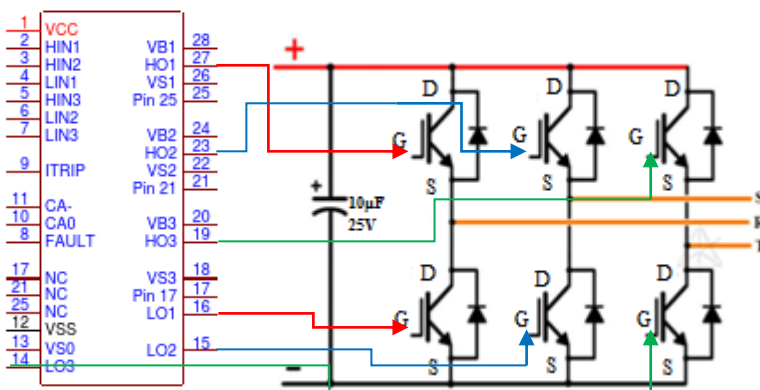 1 VCC
2 HIN1
3 HIN2
4 LIN1
5 HIN3
6 LIN2
7 LIN3
9 ITRIP
11 CA-
10 CA0
8 FAULT
17 NC
21 NC
25 NC
12 VSS
13 VS0
14 LO3
VB1 28
HO1 27
VS1 26
Pin 25 25
VB2 24
HO2 23
VS2 22
Pin 21 21
VB3 20
HO3 19
VS3 18
Pin 17 17
LO1 16
LO2 15
+
+
10µF
25V
-
D
G
S
D
G
S
D
G
S
D
G
S
D
G
S
D
G
S
S
R
T